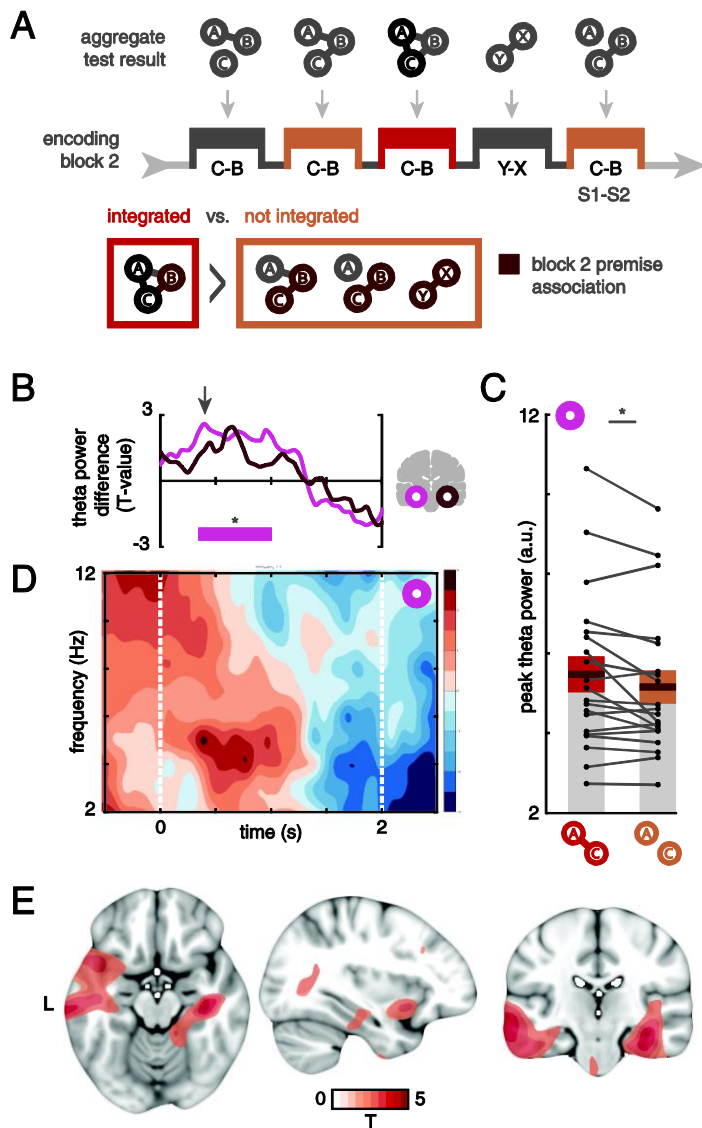 A
aggregate
test result
A B C
A B C
A B C
X Y
A B C
encoding
block 2
C-B C-B C-B Y-X C-B
S1-S2
integrated vs. not integrated
A B C > A B C A B C X Y
block 2 premise
association
B
3
theta power
difference
(T-value)
-3
*
C
*
12
peak theta power (a.u.)
2
A C
A C
D
12
frequency (Hz)
2
0 2
time (s)
E
L
0 5
T